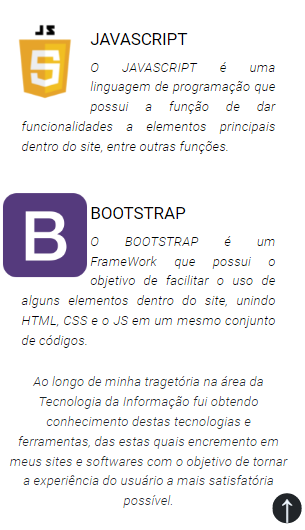 JS
JAVASCRIPT
O JAVASCRIPT é uma
linguagem de programação que
possui a função de dar
funcionalidades a elementos principais
dentro do site, entre outras funções.
B
BOOTSTRAP
O BOOTSTRAP é um
FrameWork que possui o
objetivo de facilitar o uso de
alguns elementos dentro do site, unindo
HTML, CSS e o JS em um mesmo conjunto
de códigos.
Ao longo de minha tragetória na área da
Tecnologia da Informação fui obtendo
conhecimento destas tecnologias e
ferramentas, das estas quais encremento em
meus sites e softwares com o objetivo de tornar
a experiência do usuário a mais satisfatória
possível.